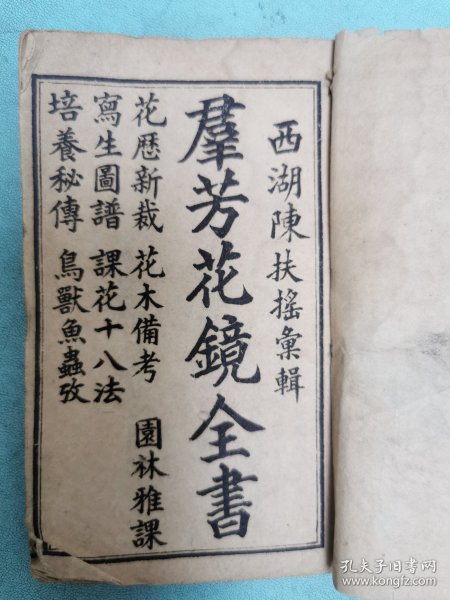 西湖陳扶搖彙輯
羣芳花鏡全書
花歷新裁 花木備考 園林雅課
寫生圖譜 課花十八法
培養秘傳 鳥獸魚蟲攷
孔夫子旧书网
www.kongfz.com